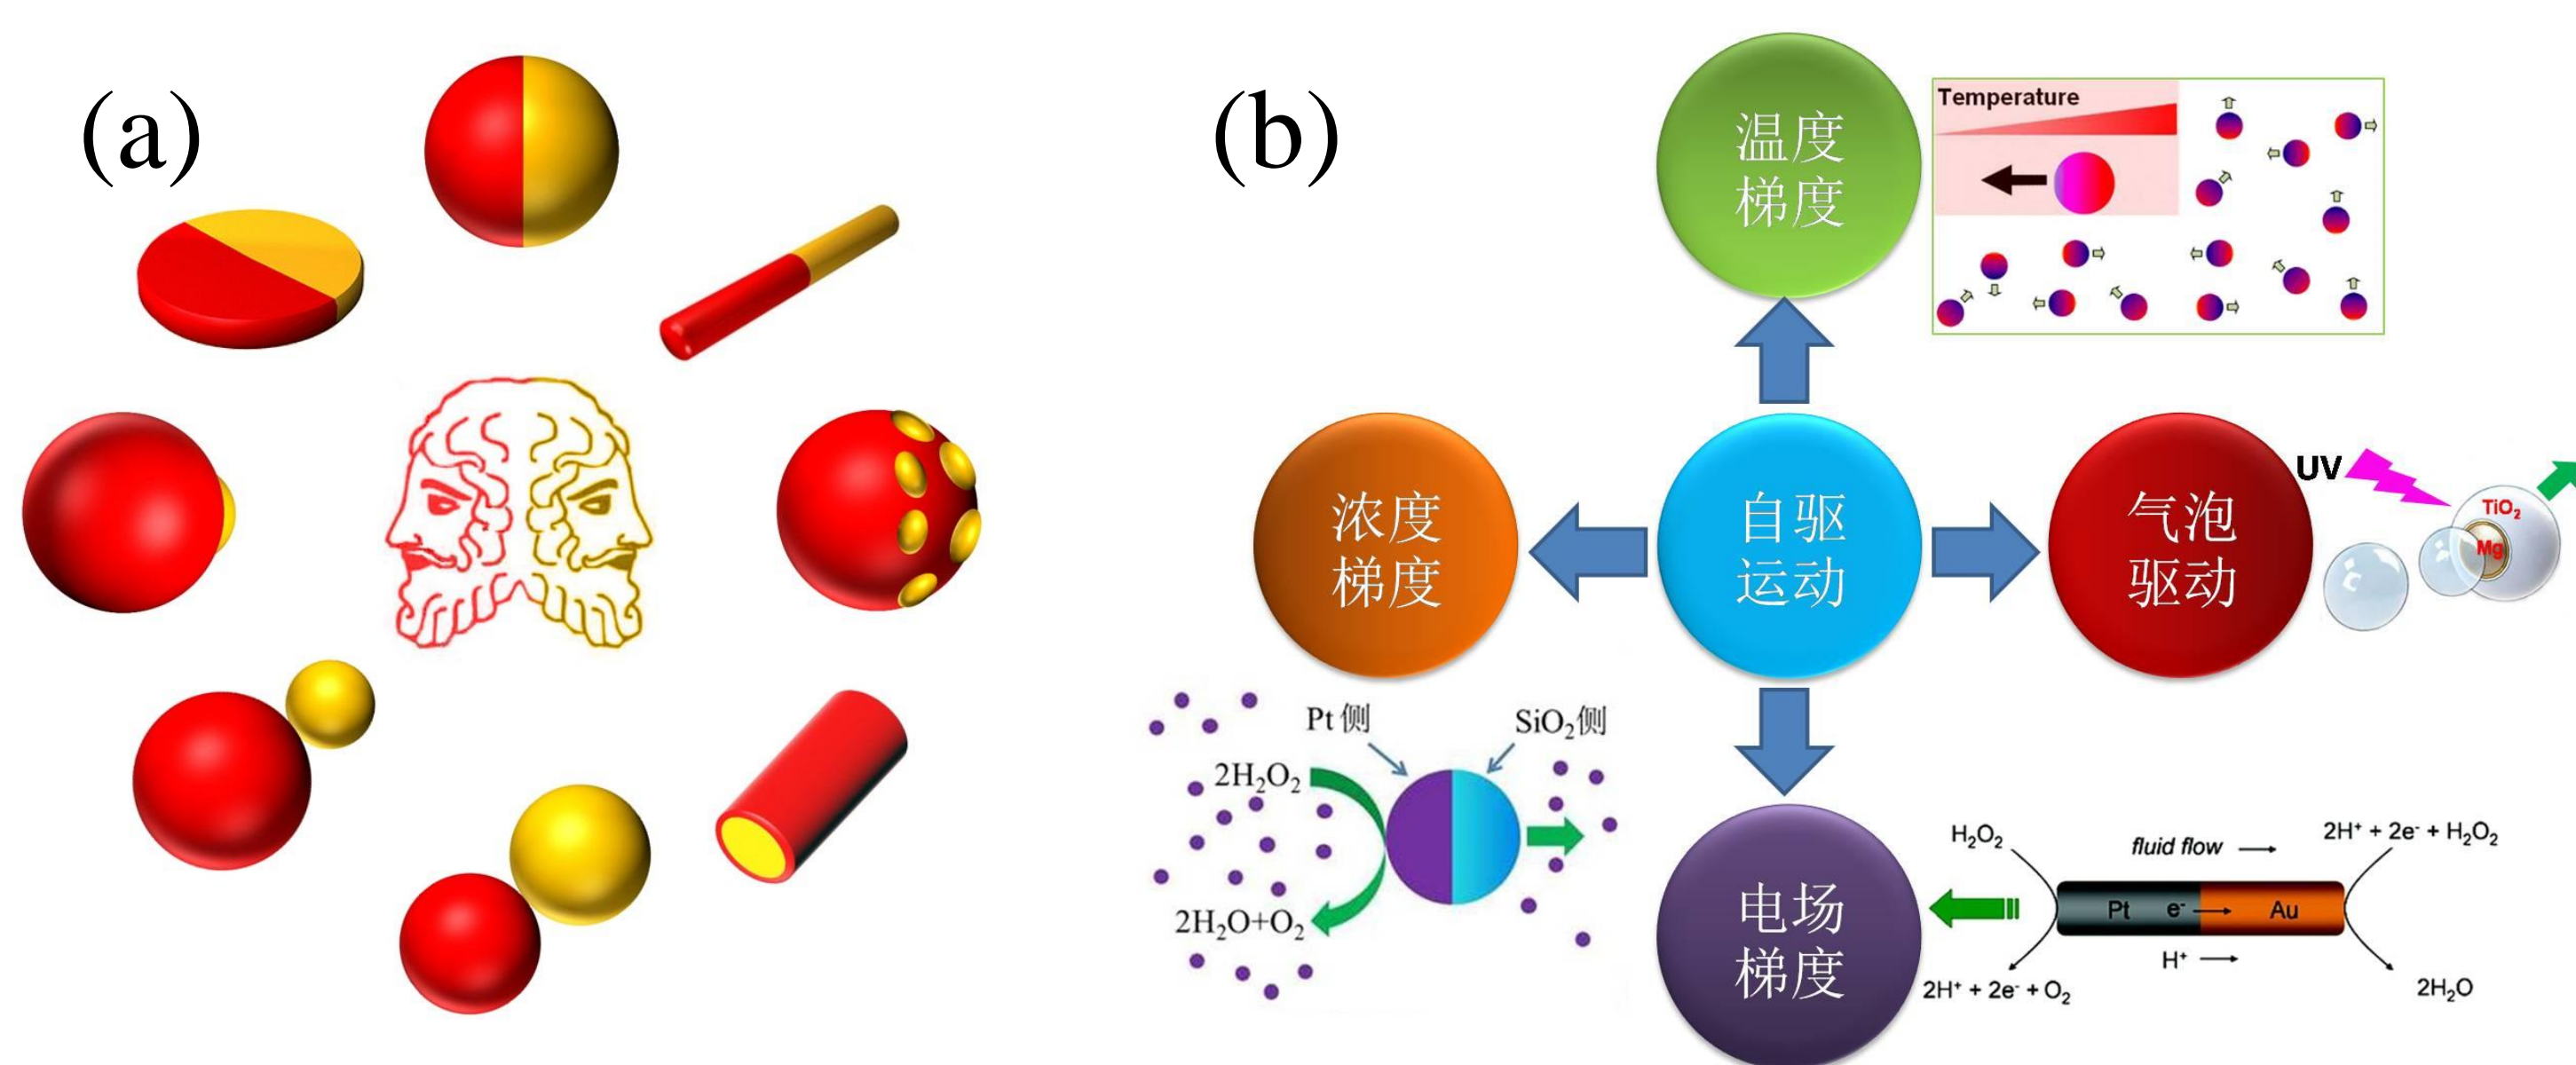 (a)
(b)
温度
梯度
Temperature
浓度
梯度
自驱
运动
气泡
驱动
UV
TiO₂
Mg
Pt 侧
SiO₂侧
2H₂O₂
2H₂O+O₂
电场
梯度
H₂O₂
fluid flow
2H⁺ + 2e⁻ + H₂O₂
Pt e⁻ Au
H⁺
2H⁺ + 2e⁻ + O₂
2H₂O